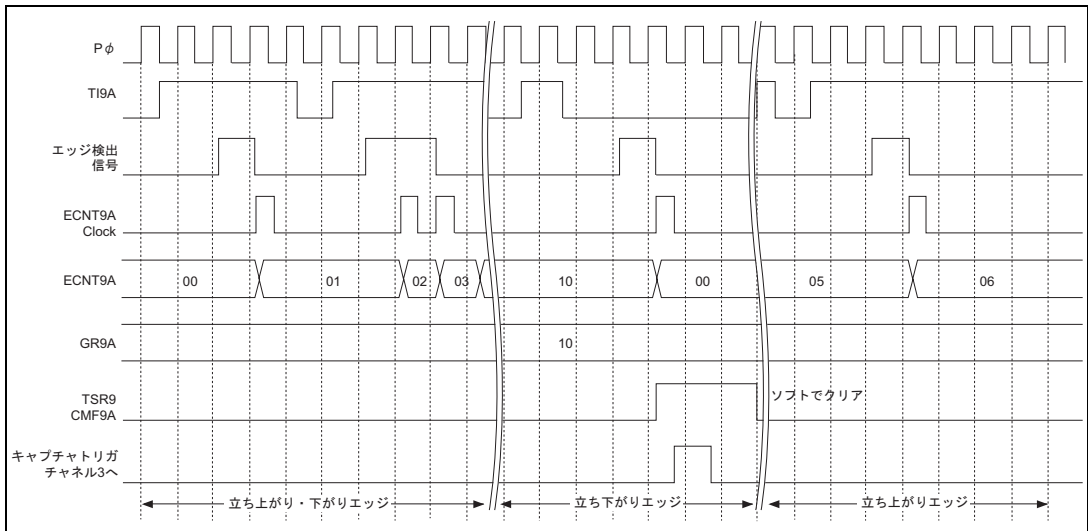 Pφ
TI9A
エッジ検出
信号
ECNT9A
Clock
ECNT9A
00
01
02
03
10
00
05
06
GR9A
10
TSR9
CMF9A
ソフトでクリア
キャプチャトリガ
チャネル3へ
立ち上がり・下がりエッジ
立ち下がりエッジ
立ち上がりエッジ